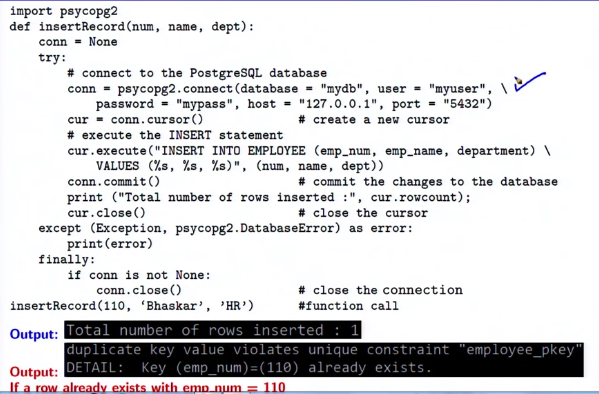 import psycopg2
def insertRecord(num, name, dept):
    conn = None
    try:
        # connect to the PostgreSQL database
        conn = psycopg2.connect(database = "mydb", user = "myuser", \
            password = "mypass", host = "127.0.0.1", port = "5432")
        cur = conn.cursor()             # create a new cursor
        # execute the INSERT statement
        cur.execute("INSERT INTO EMPLOYEE (emp_num, emp_name, department) \
            VALUES (%s, %s, %s)", (num, name, dept))
        conn.commit()                   # commit the changes to the database
        print ("Total number of rows inserted :", cur.rowcount);
        cur.close()                     # close the cursor
    except (Exception, psycopg2.DatabaseError) as error:
        print(error)
    finally:
        if conn is not None:
            conn.close()                # close the connection
insertRecord(110, ‘Bhaskar’, ’HR’)      #function call
Output: Total number of rows inserted : 1
duplicate key value violates unique constraint "employee_pkey"
Output: DETAIL:  Key (emp_num)=(110) already exists.
If a row already exists with emp_num = 110